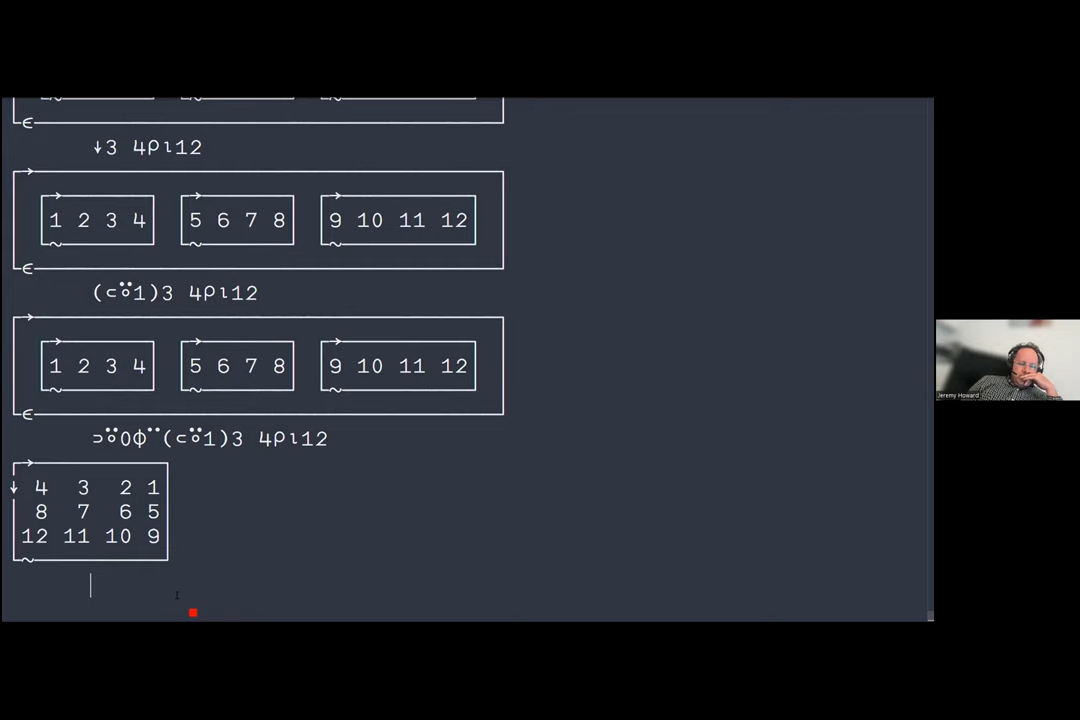 ↓3 4⍴⍳12
1 2 3 4 5 6 7 8 9 10 11 12
(⊂⍤1)3 4⍴⍳12
1 2 3 4 5 6 7 8 9 10 11 12
⊃⍤0⌽¨(⊂⍤1)3 4⍴⍳12
4 3 2 1
8 7 6 5
12 11 10 9
Jeremy Howard